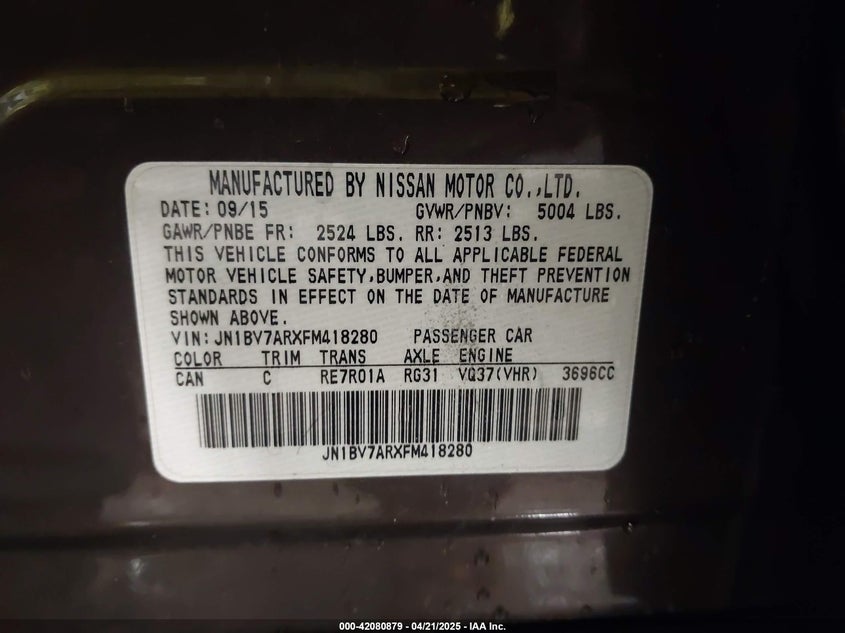 MANUFACTURED BY NISSAN MOTOR CO.,LTD.
DATE: 09/15 GVWR/PNBV: 5004 LBS.
GAWR/PNBE FR: 2524 LBS. RR: 2513 LBS.
THIS VEHICLE CONFORMS TO ALL APPLICABLE FEDERAL
MOTOR VEHICLE SAFETY,BUMPER,AND THEFT PREVENTION
STANDARDS IN EFFECT ON THE DATE OF MANUFACTURE
SHOWN ABOVE.
VIN:JN1BV7ARXFM418280 PASSENGER CAR
COLOR TRIM TRANS AXLE ENGINE
CAN C RE7R01A RG31 VQ37(VHR) 3696CC
JN1BV7ARXFM418280
000-42080879 - 04/21/2025 - IAA Inc.